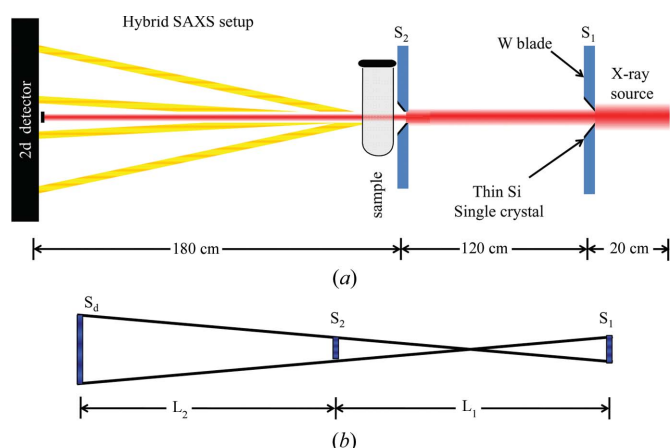 Hybrid SAXS setup
S2
S1
W blade
X-ray
source
2d detector
sample
Thin Si
Single crystal
180 cm
120 cm
20 cm
(a)
Sd
S2
S1
L2
L1
(b)